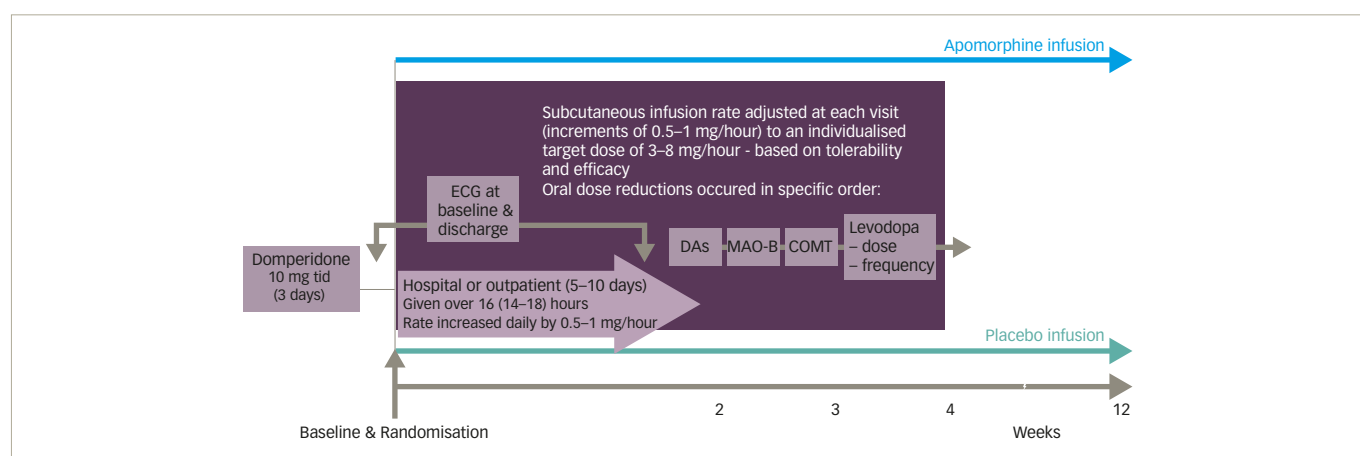 Apomorphine infusion
Subcutaneous infusion rate adjusted at each visit
(increments of 0.5–1 mg/hour) to an individualised
target dose of 3–8 mg/hour - based on tolerability
and efficacy
Oral dose reductions occured in specific order:
ECG at
baseline &
discharge
Domperidone
10 mg tid
(3 days)
DAs
MAO-B
COMT
Levodopa
– dose
– frequency
Hospital or outpatient (5–10 days)
Given over 16 (14–18) hours
Rate increased daily by 0.5–1 mg/hour
Placebo infusion
2
3
4
12
Baseline & Randomisation
Weeks